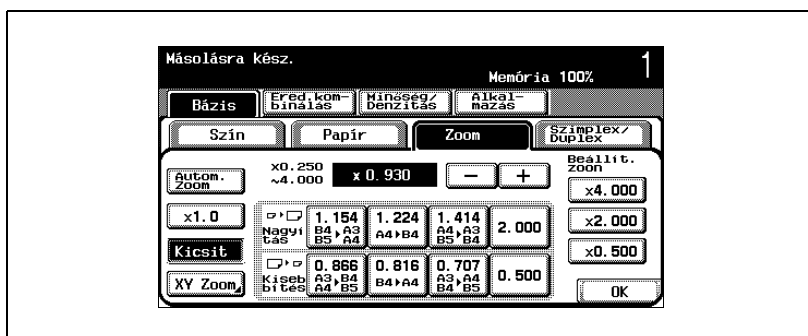 Másolásra kész.
Memória 100%
1
Bázis
Ered.kom-
binálás
Minőség/
Denzitás
Alkal-
mazás
Szín
Papír
Zoom
Szimplex/
Duplex
Autom.
Zoom
x0.250
~4.000
x 0.930
−
+
Beállít.
zoon
x4.000
x1.0
Nagyí
tás
1.154
B4▸A3
B5▸A4
1.224
A4▸B4
1.414
A4▸A3
B5▸B4
2.000
x2.000
Kicsit
x0.500
XY Zoom
Kiseb
bítés
0.866
A3▸B4
A4▸B5
0.816
B4▸A4
0.707
A3▸A4
B4▸B5
0.500
OK